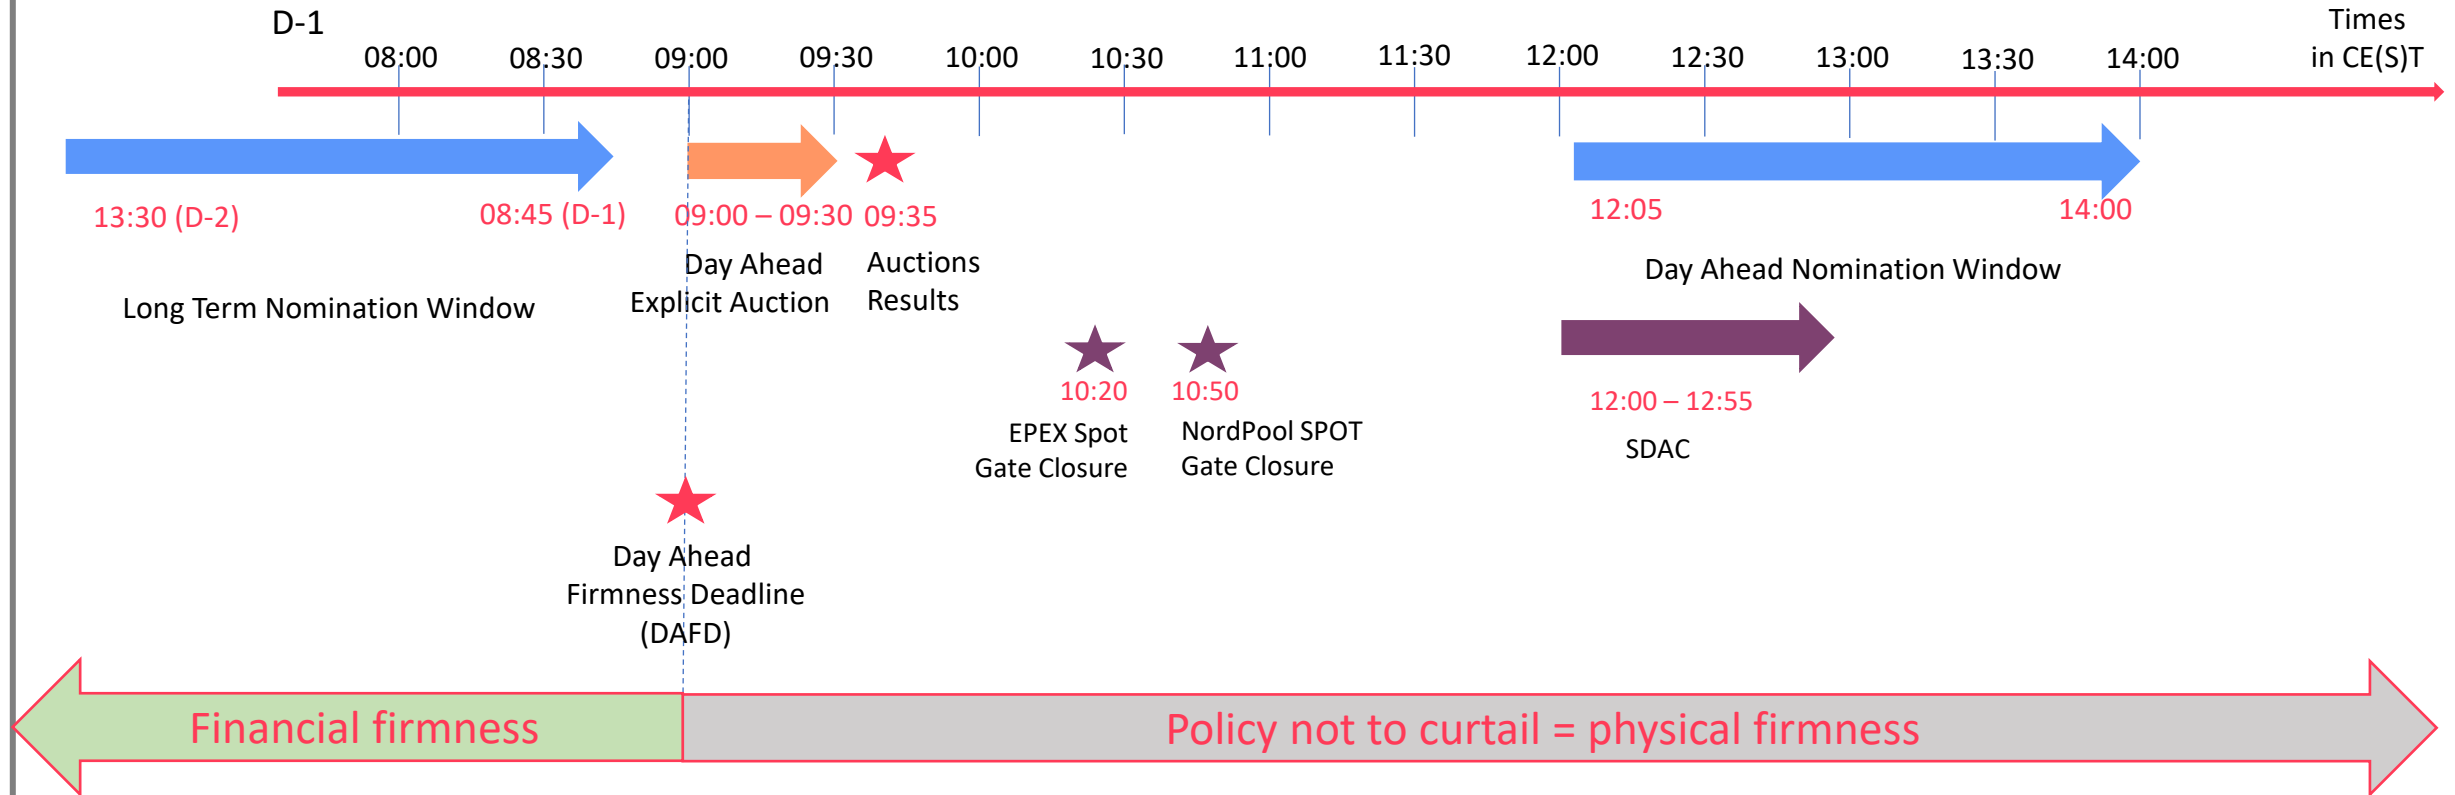 D-1
Times
in CE(S)T
08:00
08:30
09:00
09:30
10:00
10:30
11:00
11:30
12:00
12:30
13:00
13:30
14:00
13:30 (D-2)
08:45 (D-1)
Long Term Nomination Window
09:00 – 09:30
Day Ahead
Explicit Auction
09:35
Auctions
Results
12:05
14:00
Day Ahead Nomination Window
10:20
EPEX Spot
Gate Closure
10:50
NordPool SPOT
Gate Closure
12:00 – 12:55
SDAC
Day Ahead
Firmness Deadline
(DAFD)
Financial firmness
Policy not to curtail = physical firmness